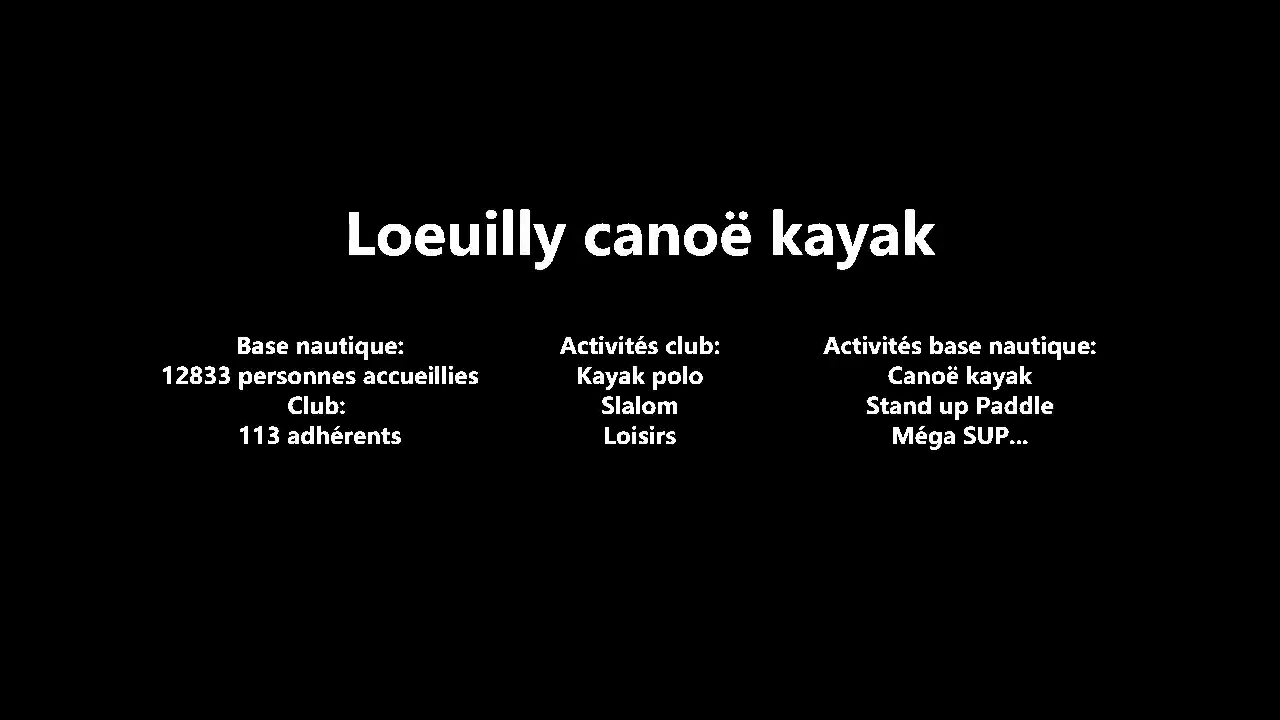 Loeuilly canoë kayak
Base nautique:
12833 personnes accueillies
Club:
113 adhérents
Activités club:
Kayak polo
Slalom
Loisirs
Activités base nautique:
Canoë kayak
Stand up Paddle
Méga SUP...